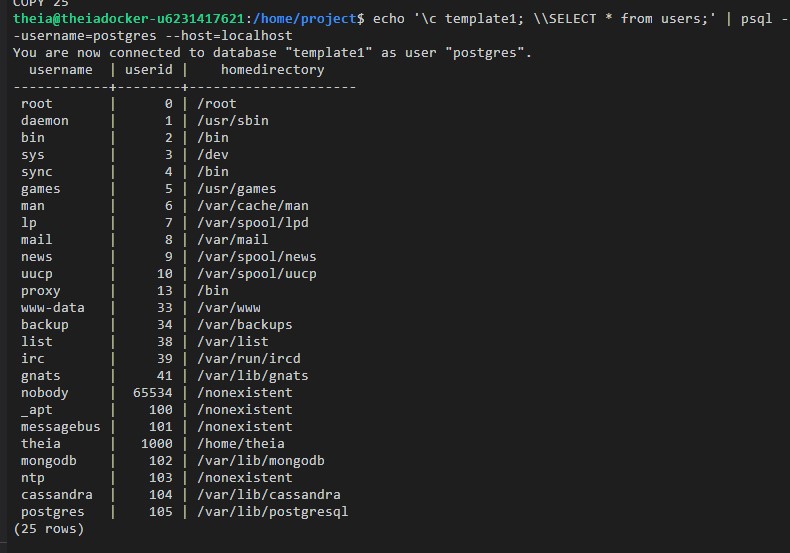 COPY 25
theia@theiadocker-u6231417621:/home/project$ echo '\c template1; \\SELECT * from users;' | psql -
-username=postgres --host=localhost
You are now connected to database "template1" as user "postgres".
  username  | userid |    homedirectory
------------+--------+---------------------
 root       |      0 | /root
 daemon     |      1 | /usr/sbin
 bin        |      2 | /bin
 sys        |      3 | /dev
 sync       |      4 | /bin
 games      |      5 | /usr/games
 man        |      6 | /var/cache/man
 lp         |      7 | /var/spool/lpd
 mail       |      8 | /var/mail
 news       |      9 | /var/spool/news
 uucp       |     10 | /var/spool/uucp
 proxy      |     13 | /bin
 www-data   |     33 | /var/www
 backup     |     34 | /var/backups
 list       |     38 | /var/list
 irc        |     39 | /var/run/ircd
 gnats      |     41 | /var/lib/gnats
 nobody     |  65534 | /nonexistent
 _apt       |    100 | /nonexistent
 messagebus |    101 | /nonexistent
 theia      |   1000 | /home/theia
 mongodb    |    102 | /var/lib/mongodb
 ntp        |    103 | /nonexistent
 cassandra  |    104 | /var/lib/cassandra
 postgres   |    105 | /var/lib/postgresql
(25 rows)